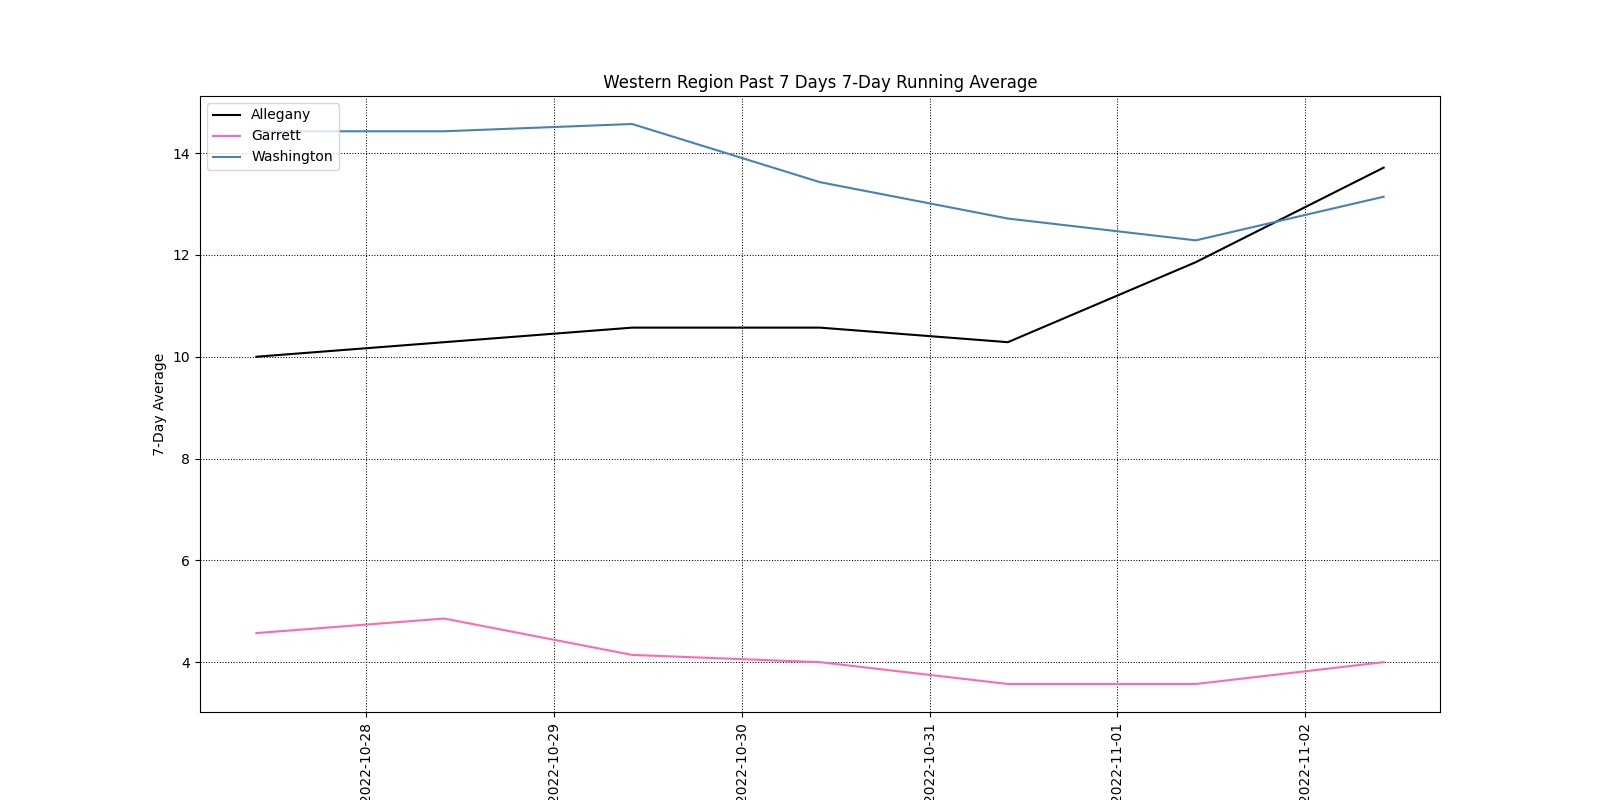 Western Region Past 7 Days 7-Day Running Average
Allegany
Garrett
Washington
14
12
10
8
6
4
7-Day Average
2022-10-28
2022-10-29
2022-10-30
2022-10-31
2022-11-01
2022-11-02